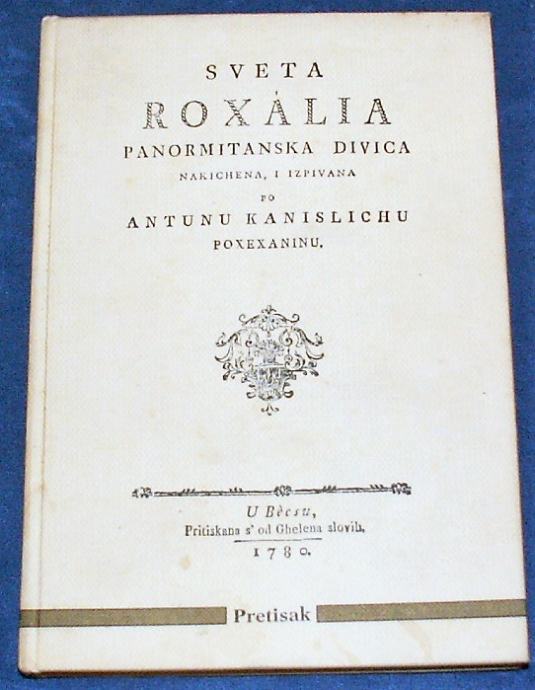 SVETA
ROXÁLIA
PANORMITANSKA DIVICA
NAKICHENA, I IZPIVANA
PO
ANTUNU KANISLICHU
POXEXANINU.
U Bècsu,
Pritiskana s' od Ghelena slovih.
1780.
Pretisak